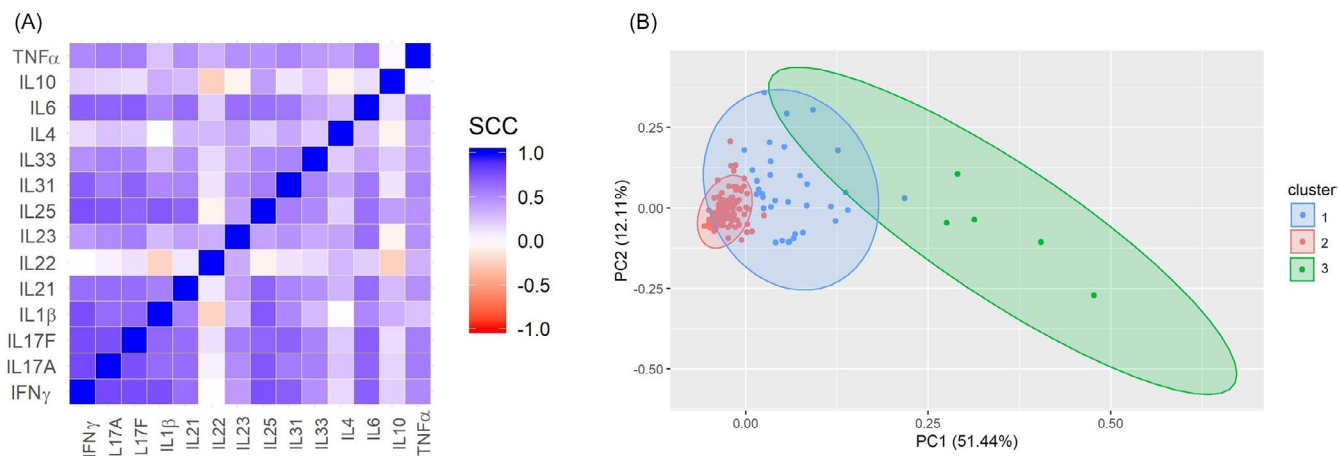 (A)
TNFα
IL10
IL6
IL4
IL33
IL31
IL25
IL23
IL22
IL21
IL1β
IL17F
IL17A
IFNγ
IFNγ
L17A
L17F
IL1β
IL21
IL22
IL23
IL25
IL31
IL33
IL4
IL6
IL10
TNFα
SCC
1.0
0.5
0.0
-0.5
-1.0
(B)
PC2 (12.11%)
0.25
0.00
-0.25
-0.50
0.00
0.25
0.50
PC1 (51.44%)
cluster
1
2
3